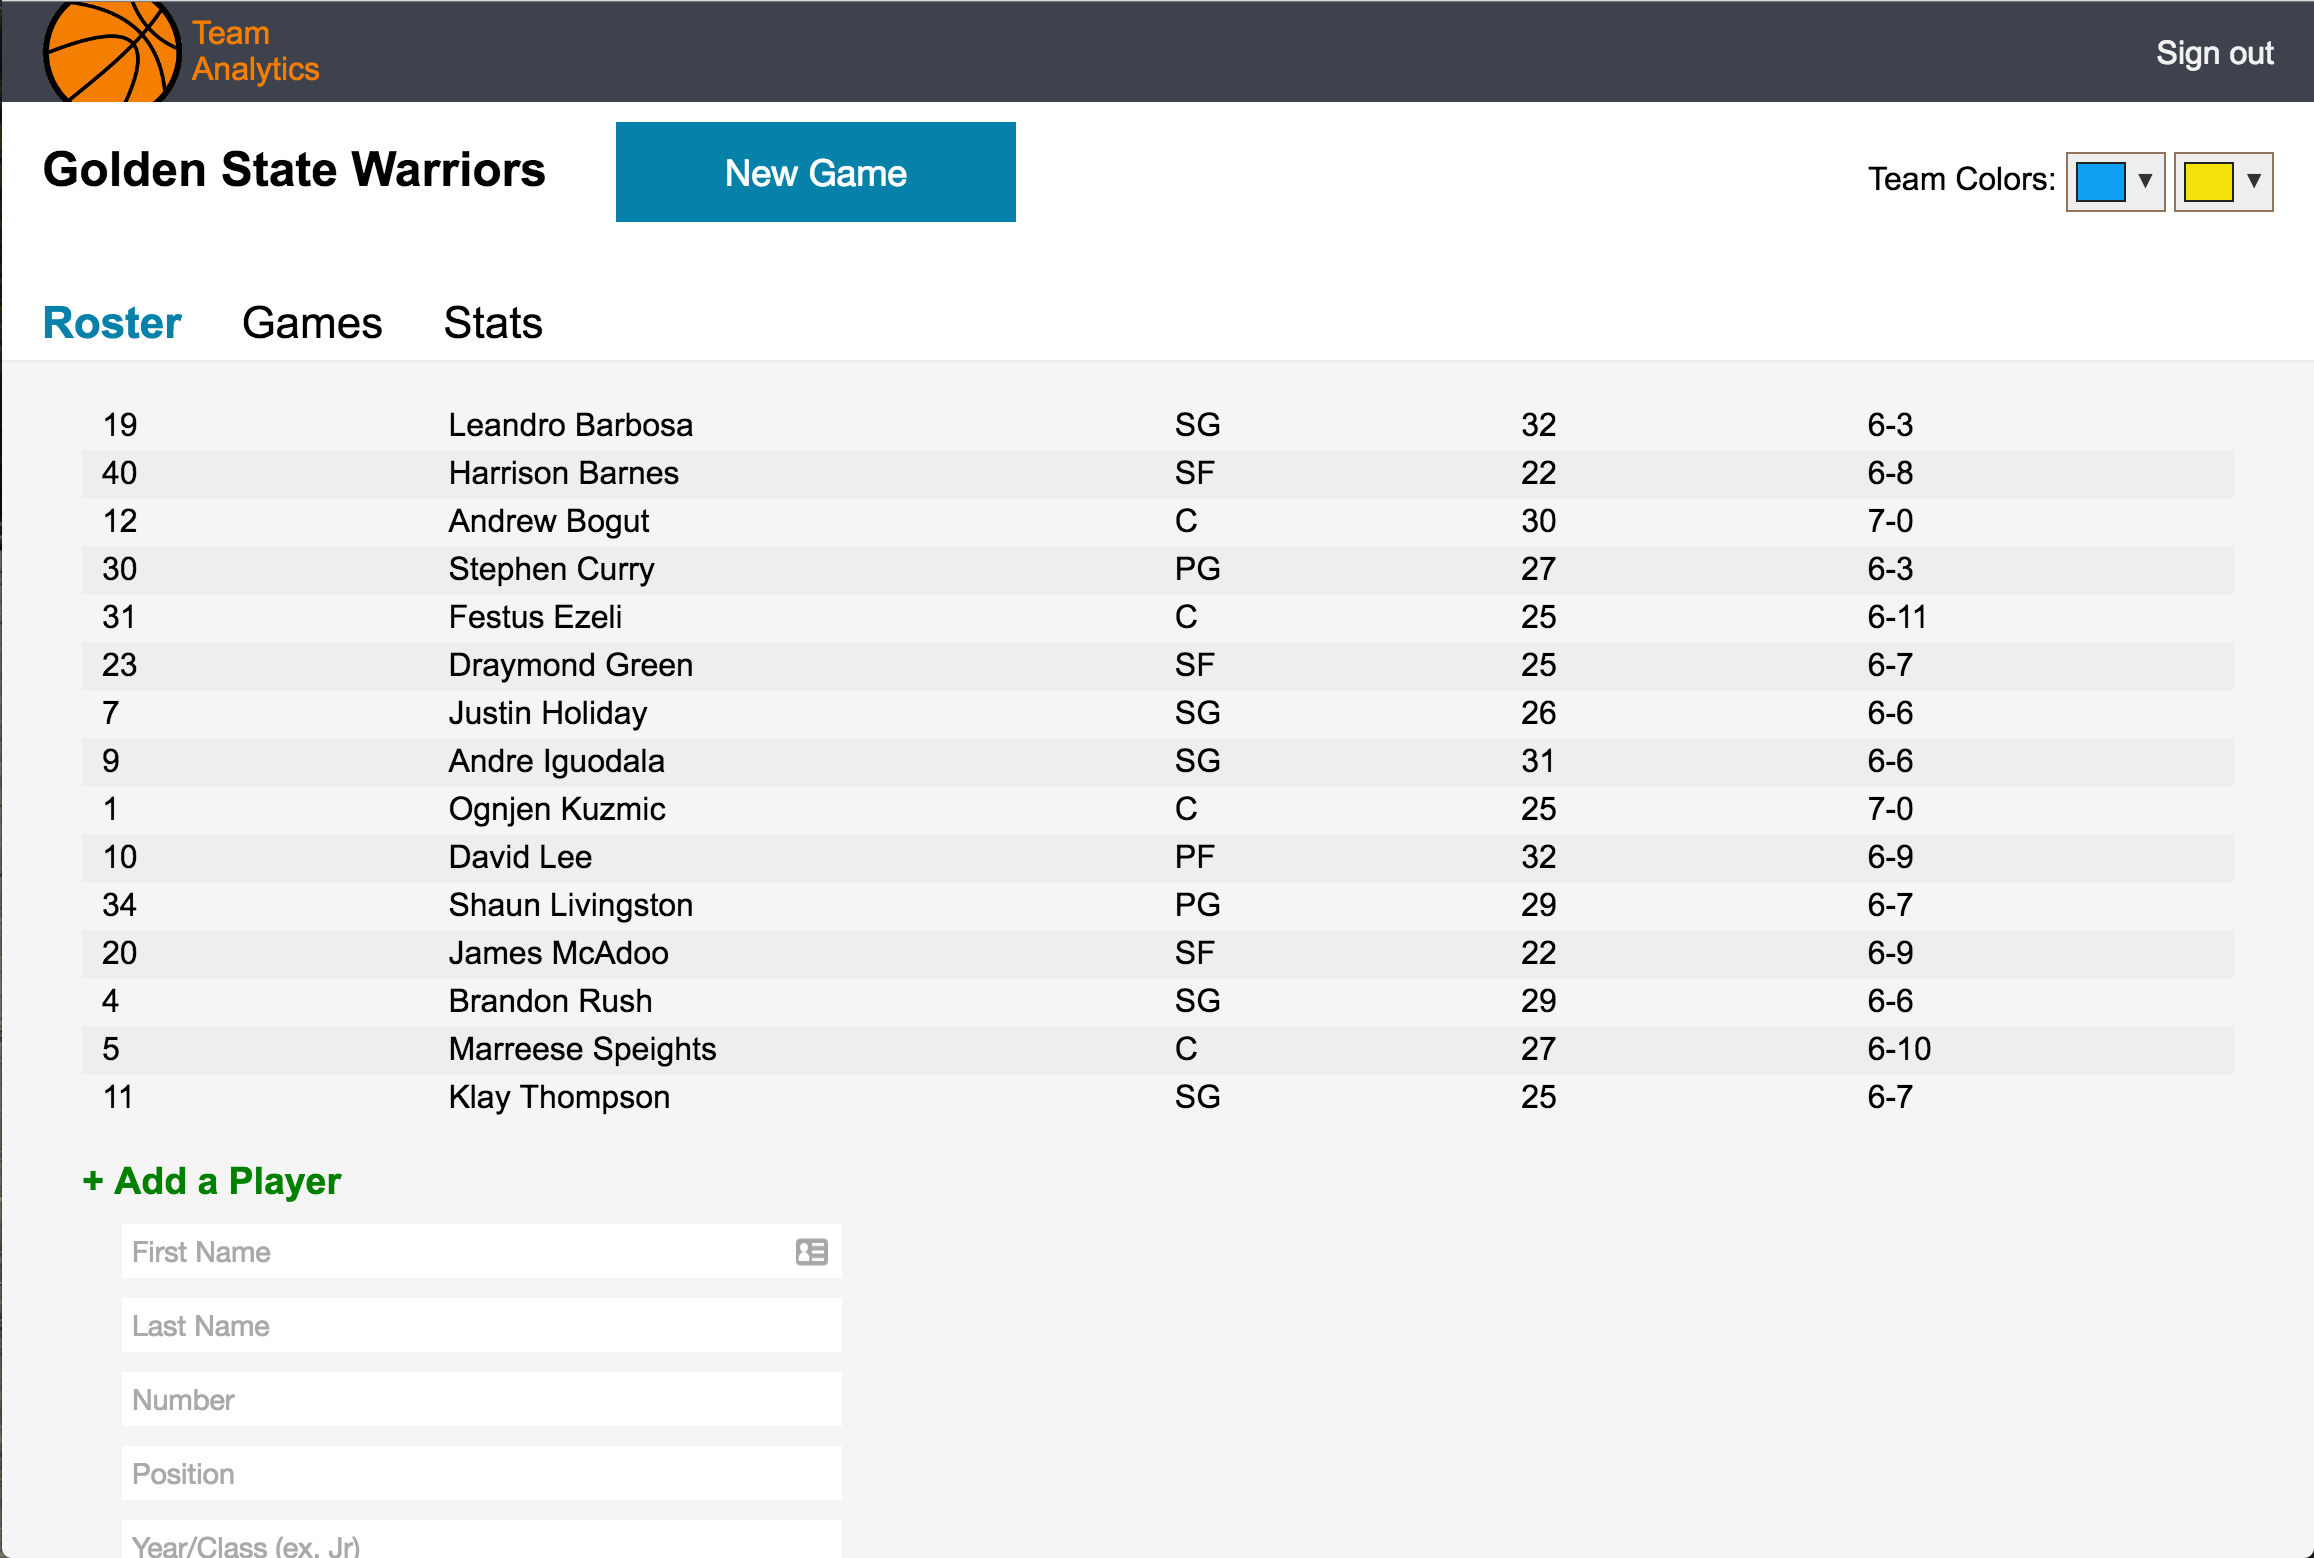 Team
Analytics
Sign out
Golden State Warriors
New Game
Team Colors:
Roster Games Stats
19 Leandro Barbosa SG 32 6-3
40 Harrison Barnes SF 22 6-8
12 Andrew Bogut C 30 7-0
30 Stephen Curry PG 27 6-3
31 Festus Ezeli C 25 6-11
23 Draymond Green SF 25 6-7
7 Justin Holiday SG 26 6-6
9 Andre Iguodala SG 31 6-6
1 Ognjen Kuzmic C 25 7-0
10 David Lee PF 32 6-9
34 Shaun Livingston PG 29 6-7
20 James McAdoo SF 22 6-9
4 Brandon Rush SG 29 6-6
5 Marreese Speights C 27 6-10
11 Klay Thompson SG 25 6-7
+ Add a Player
First Name
Last Name
Number
Position
Year/Class (ex. Jr)